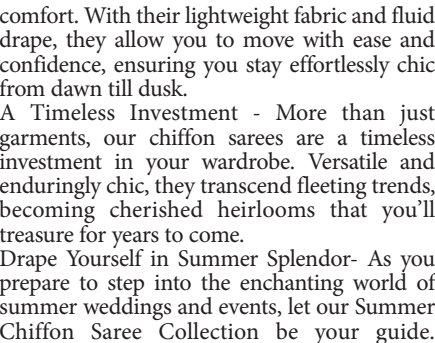 comfort. With their lightweight fabric and fluid
drape, they allow you to move with ease and
confidence, ensuring you stay effortlessly chic
from dawn till dusk.
A Timeless Investment - More than just
garments, our chiffon sarees are a timeless
investment in your wardrobe. Versatile and
enduringly chic, they transcend fleeting trends,
becoming cherished heirlooms that you’ll
treasure for years to come.
Drape Yourself in Summer Splendor- As you
prepare to step into the enchanting world of
summer weddings and events, let our Summer
Chiffon Saree Collection be your guide.